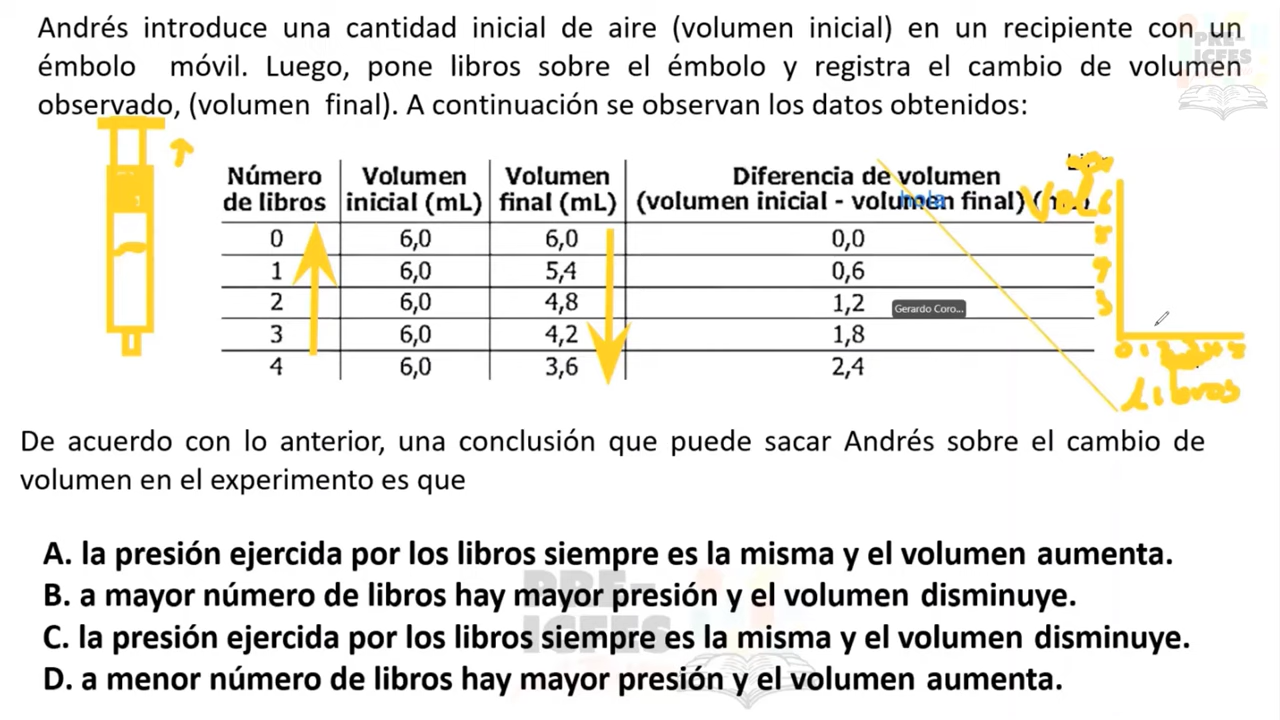 Andrés introduce una cantidad inicial de aire (volumen inicial) en un recipiente con un
émbolo móvil. Luego, pone libros sobre el émbolo y registra el cambio de volumen
observado, (volumen final). A continuación se observan los datos obtenidos:
PRE-
ICFES
Número de libros Volumen inicial (mL) Volumen final (mL) Diferencia de volumen (volumen inicial - volumen final)
hola
0 6,0 6,0 0,0
1 6,0 5,4 0,6
2 6,0 4,8 1,2
3 6,0 4,2 1,8
4 6,0 3,6 2,4
Gerardo Coro...
Libros
De acuerdo con lo anterior, una conclusión que puede sacar Andrés sobre el cambio de
volumen en el experimento es que
A. la presión ejercida por los libros siempre es la misma y el volumen aumenta.
B. a mayor número de libros hay mayor presión y el volumen disminuye.
C. la presión ejercida por los libros siempre es la misma y el volumen disminuye.
D. a menor número de libros hay mayor presión y el volumen aumenta.
PRE-
ICFES